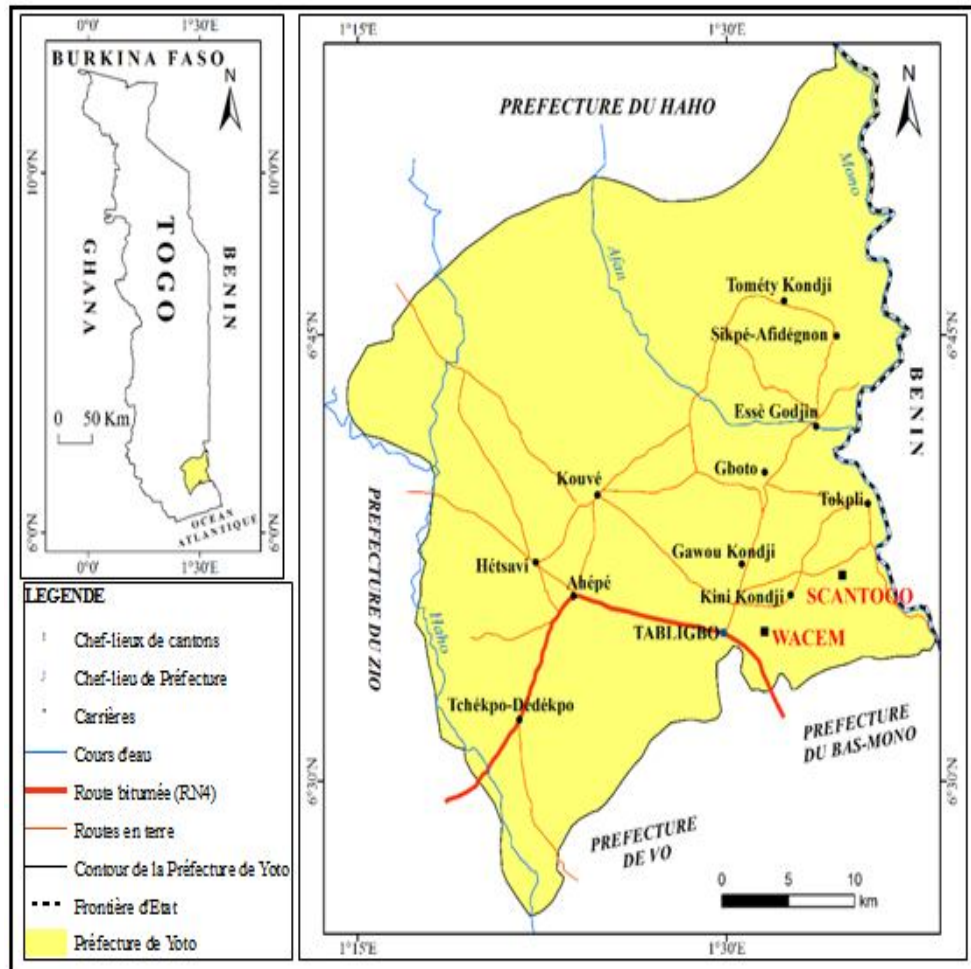 0°0'
1°30'E
BURKINA FASO
N
10°0'0"N
10°0'0"N
GHANA
TOGO
BENIN
0 50 Km
OCEAN
ATLANTIQUE
6°0'0"N
6°0'0"N
0°0'
1°30'E
LEGENDE
Chef-lieux de cantons
Chef-lieu de Préfecture
Carrières
Cours d'eau
Route bitumée (RN4)
Routes en terre
Contour de la Préfecture de Yoto
Frontière d'Etat
Préfecture de Yoto
1°15'E
1°30'E
N
PREFECTURE DU HAHO
Mono
Afan
Tométy Kondji
Sikpé-Afidégnon
6°45'N
6°45'N
BENIN
Essè Godjin
Gboto
Kouvé
Tokpli
PREFECTURE DU ZIO
Hétsavi
Gawou Kondji
Ahépé
Kini Kondji
SCANTOGO
Haho
TABLIGBO
WACEM
Tchékpo-Dédékpo
PREFECTURE
DU BAS-MONO
6°30'N
6°30'N
PREFECTURE
DE VO
0 5 10
km
1°15'E
1°30'E